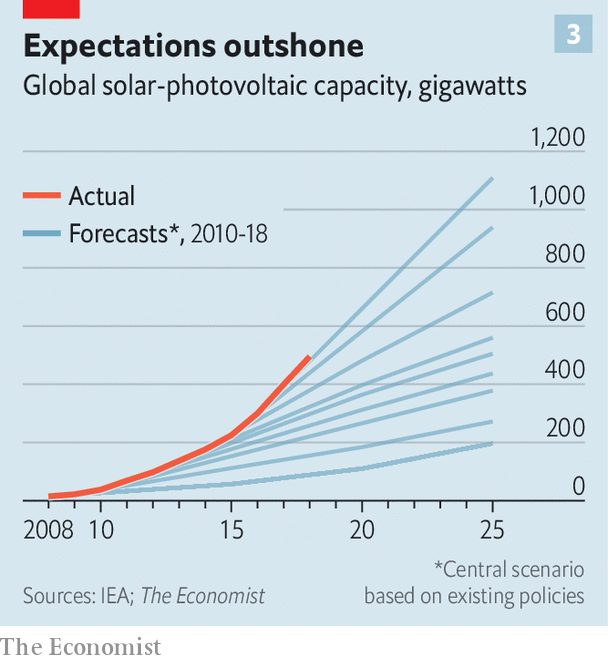 Expectations outshone
3
Global solar-photovoltaic capacity, gigawatts
1,200
Actual
1,000
Forecasts*, 2010-18
800
600
400
200
0
2008 10 15 20 25
*Central scenario
Sources: IEA; The Economist
based on existing policies
The Economist